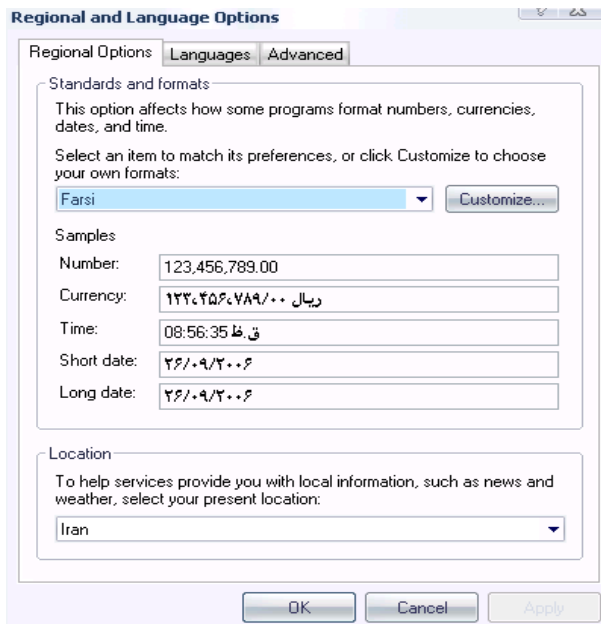 Regional and Language Options
Regional Options Languages Advanced
Standards and formats
This option affects how some programs format numbers, currencies,
dates, and time.
Select an item to match its preferences, or click Customize to choose
your own formats:
Farsi Customize...
Samples
Number: 123,456,789.00
Currency: ريال ۱۲۳،۴۵۶،۷۸۹/۰۰
Time: 08:56:35 ق.ظ
Short date: ۲۶/۰۹/۲۰۰۶
Long date: ۲۶/۰۹/۲۰۰۶
Location
To help services provide you with local information, such as news and
weather, select your present location:
Iran
OK Cancel Apply